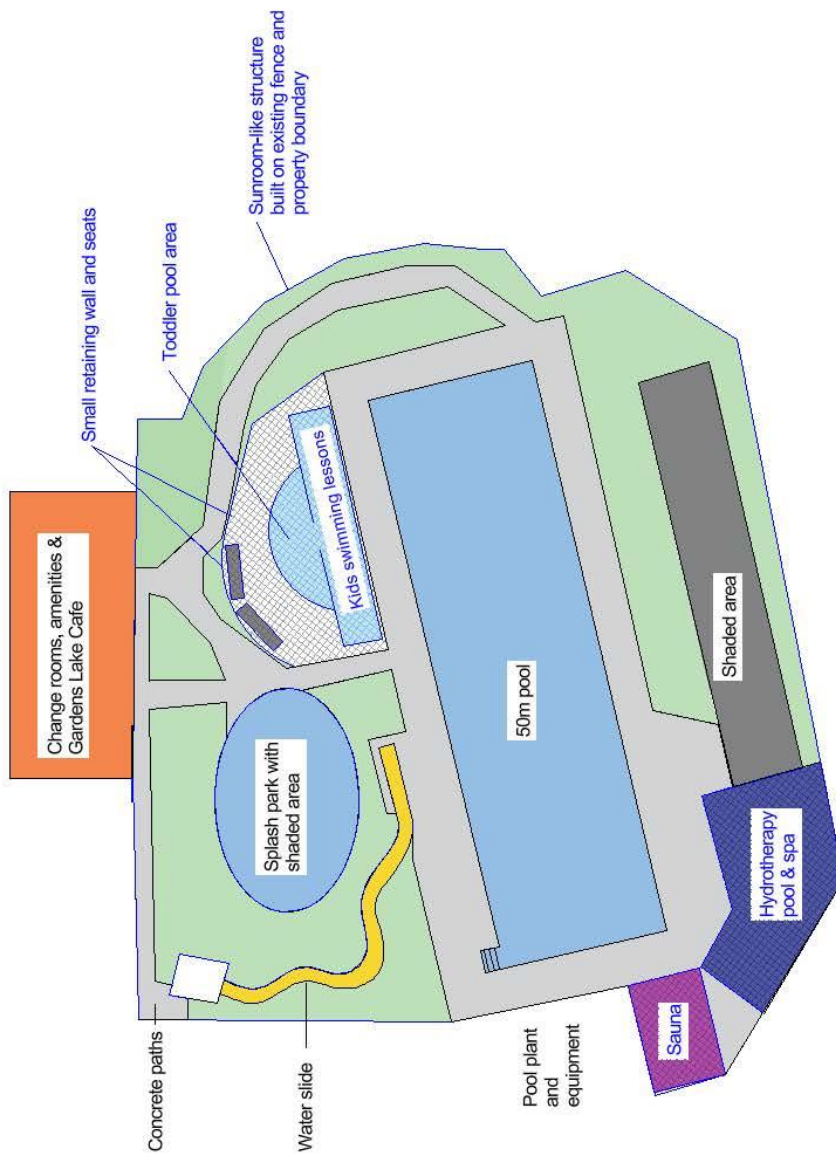 Sunroom-like structure
built on existing fence and
property boundary
Small retaining wall and seats
Toddler pool area
Change rooms, amenities &
Gardens Lake Cafe
Kids swimming lessons
Splash park with
shaded area
50m pool
Shaded area
Concrete paths
Water slide
Pool plant
and
equipment
Sauna
Hydrotherapy
pool & spa